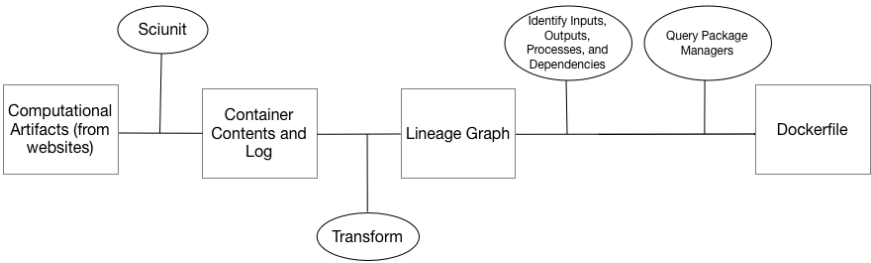 Sciunit
Identify Inputs,
Outputs,
Processes, and
Dependencies
Query Package
Managers
Computational
Artifacts (from
websites)
Container
Contents and
Log
Lineage Graph
Dockerfile
Transform